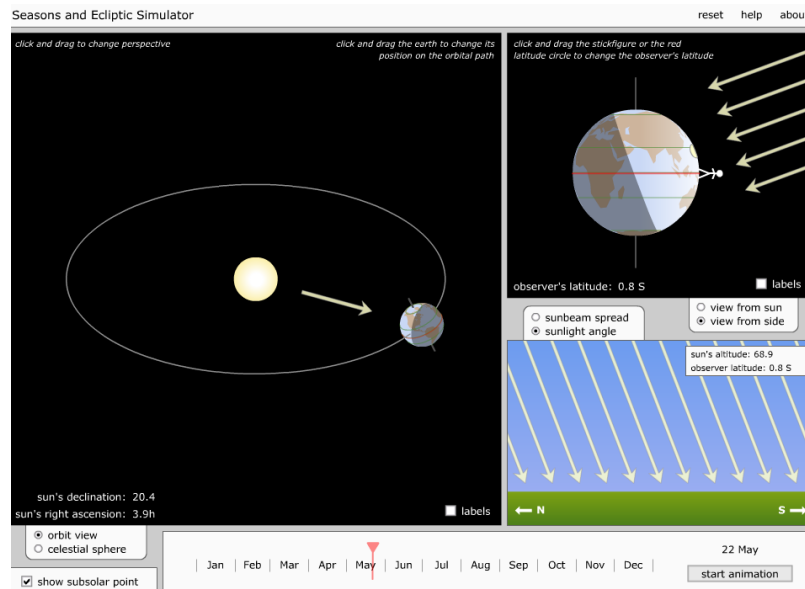 Seasons and Ecliptic Simulator
reset help abou
click and drag to change perspective
click and drag the earth to change its
position on the orbital path
click and drag the stickfigure or the red
latitude circle to change the observer's latitude
observer's latitude: 0.8 S
labels
view from sun
view from side
sunbeam spread
sunlight angle
sun's altitude: 68.9
observer latitude: 0.8 S
N
S
sun's declination: 20.4
sun's right ascension: 3.9h
labels
orbit view
celestial sphere
show subsolar point
Jan Feb Mar Apr May Jun Jul Aug Sep Oct Nov Dec
22 May
start animation